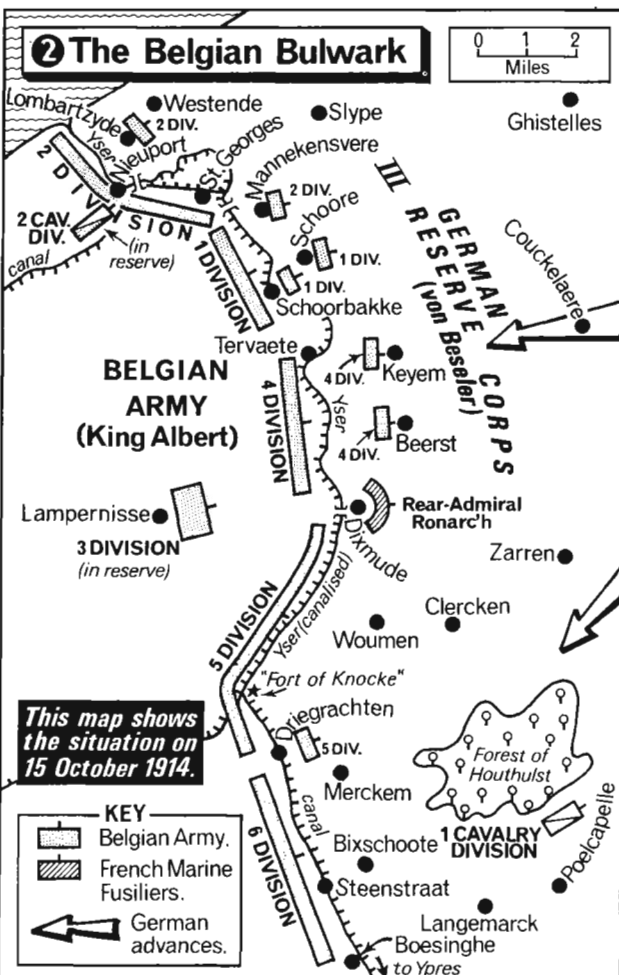 2 The Belgian Bulwark
0 1 2
Miles
Lombartzyde
Westende
2 DIV.
Slype
Ghistelles
Yser
Nieuport
St. Georges
Mannekensvere
2 DIV.
2 DIVISION
2 CAV.
DIV.
(in
reserve)
canal
Schoore
1 DIV.
1 DIV.
1 DIVISION
Schoorbakke
III GERMAN
RESERVE CORPS
(von Beseler)
Couckelaere
Tervaete
4 DIV.
Keyem
BELGIAN
ARMY
(King Albert)
4 DIVISION
Yser
4 DIV.
Beerst
Lampernisse
3 DIVISION
(in reserve)
Dixmude
Rear-Admiral
Ronarc'h
Zarren
5 DIVISION
Yser (canalised)
Clercken
Woumen
"Fort of Knocke"
This map shows
the situation on
15 October 1914.
Driegrachten
5 DIV.
Merckem
Forest of
Houthulst
1 CAVALRY
DIVISION
Poelcapelle
KEY
Belgian Army.
French Marine
Fusiliers.
German
advances.
6 DIVISION
canal
Bixschoote
Steenstraat
Langemarck
Boesinghe
to Ypres